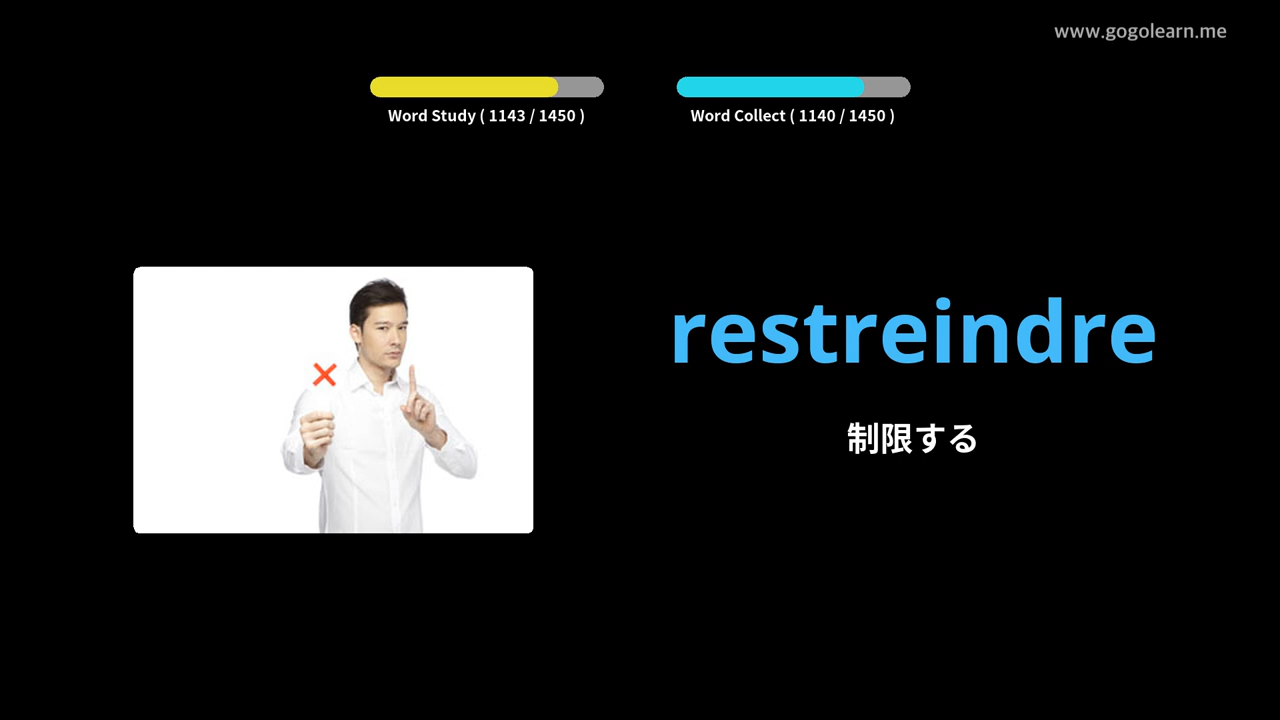 www.gogolearn.me
Word Study ( 1143 / 1450 )
Word Collect ( 1140 / 1450 )
restreindre
制限する